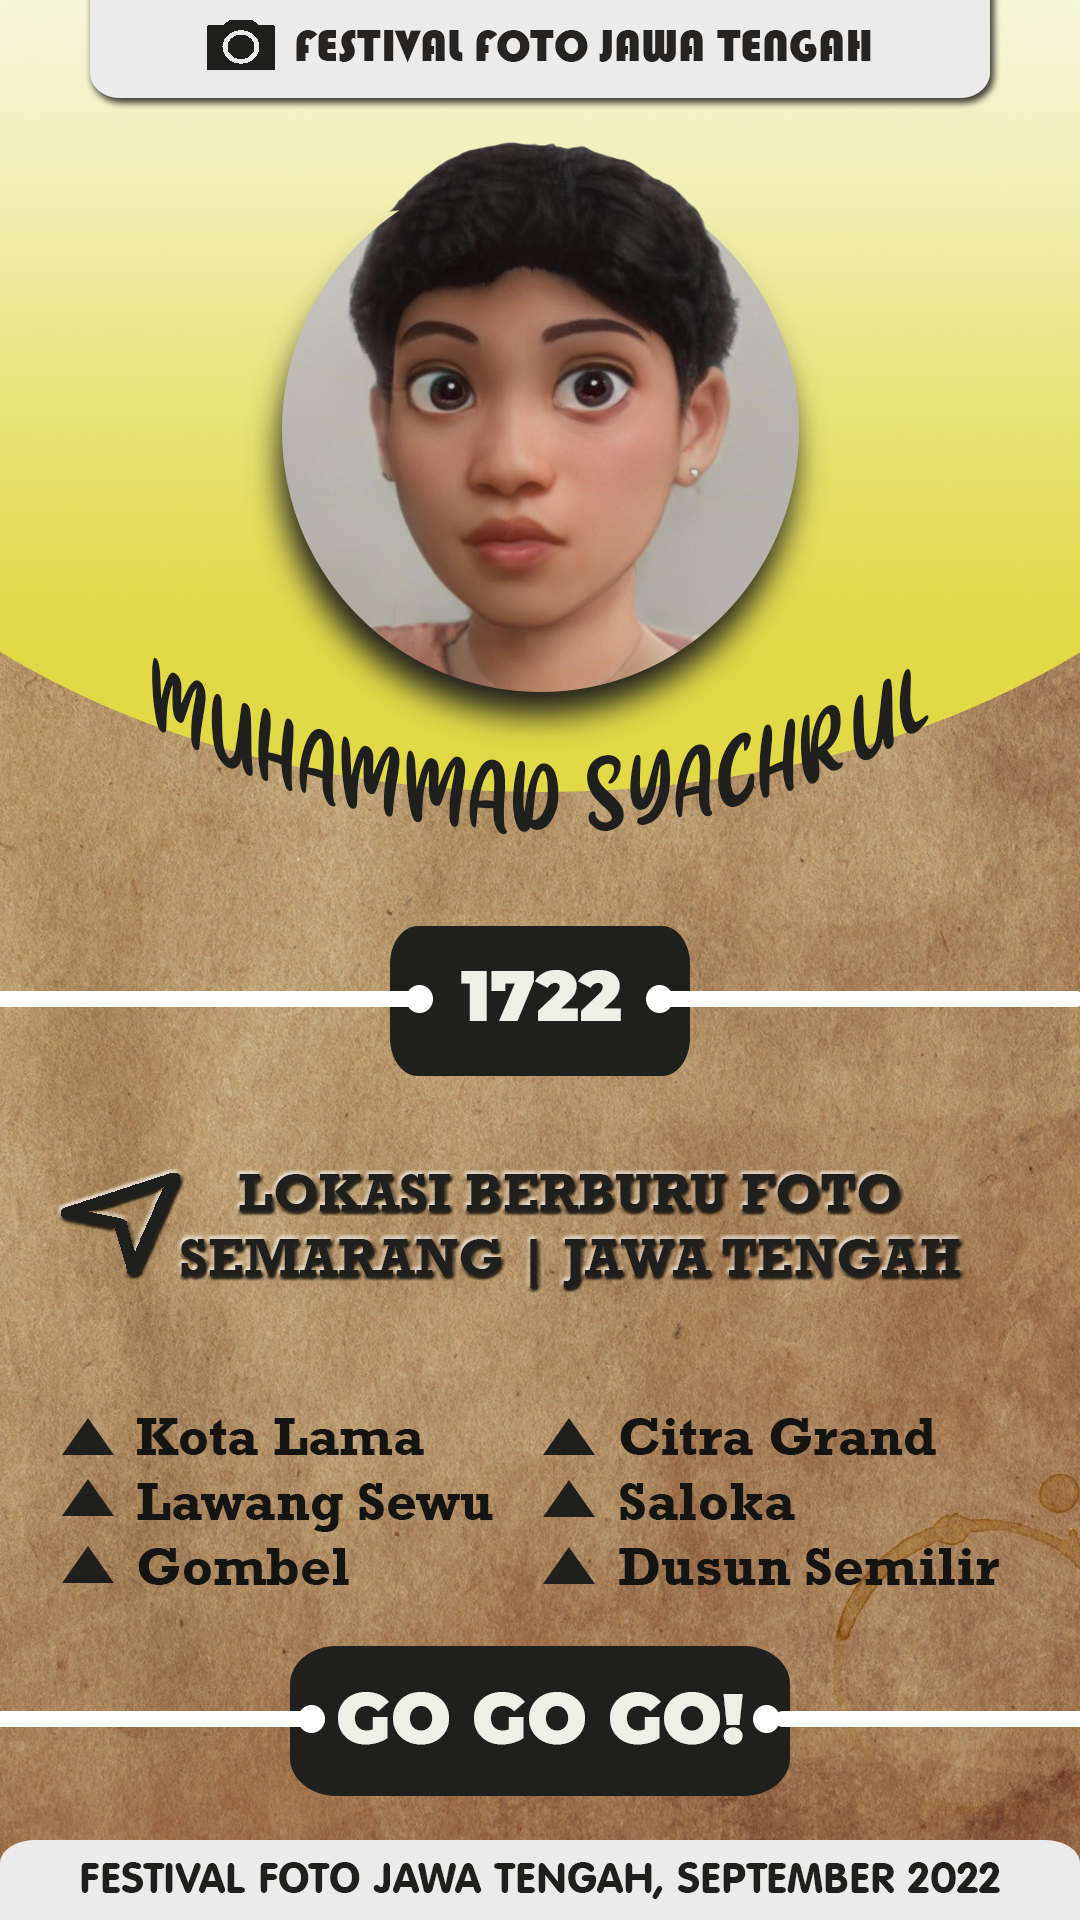 FESTIVAL FOTO JAWA TENGAH
MUHAMMAD SYACHRUL
1722
LOKASI BERBURU FOTO
SEMARANG | JAWA TENGAH
Kota Lama
Lawang Sewu
Gombel
Citra Grand
Saloka
Dusun Semilir
GO GO GO!
FESTIVAL FOTO JAWA TENGAH, SEPTEMBER 2022